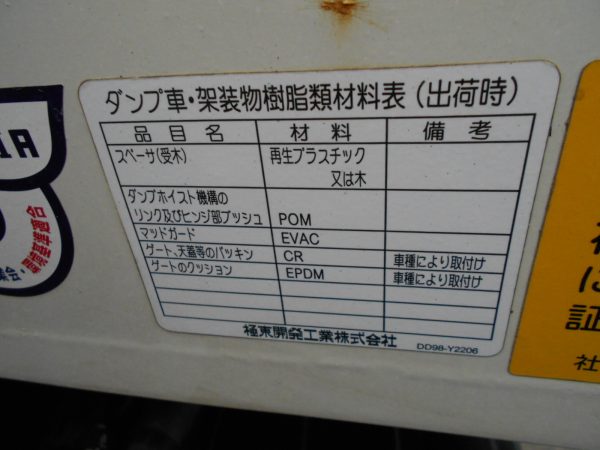 ダンプ車・架装物樹脂類材料表（出荷時）
品目名 材料 備考
スペーサ(受木) 再生プラスチック
又は木
ダンプホイスト機構の
リンク及びヒンジ部ブッシュ POM
マッドガード EVAC
ゲート、天蓋等のパッキン CR 車種により取付け
ゲートのクッション EPDM 車種により取付け
極東開発工業株式会社
DD98-Y2206
に
証
社